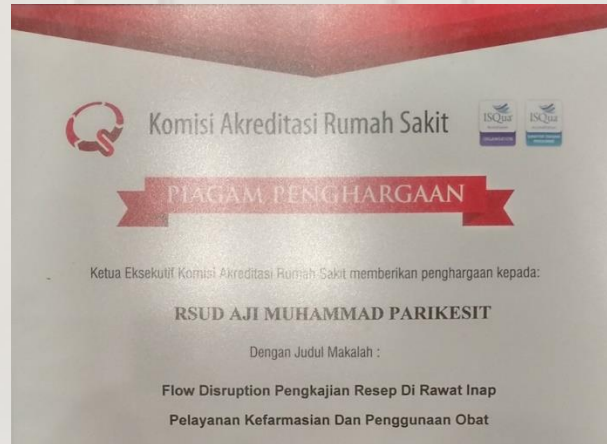 Komisi Akreditasi Rumah Sakit
ISQua
ISQua
PIAGAM PENGHARGAAN
Ketua Eksekutif Komisi Akreditasi Rumah Sakit memberikan penghargaan kepada:
RSUD AJI MUHAMMAD PARIKESIT
Dengan Judul Makalah :
Flow Disruption Pengkajian Resep Di Rawat Inap
Pelayanan Kefarmasian Dan Penggunaan Obat